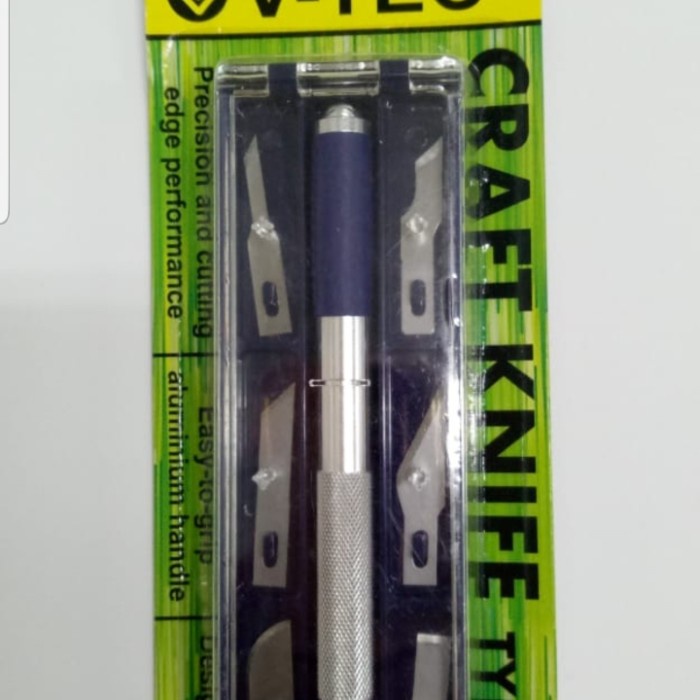 V-TEC
CRAFT KNIFE
Precision and cutting
edge performance
Easy-to-grip
aluminium handle